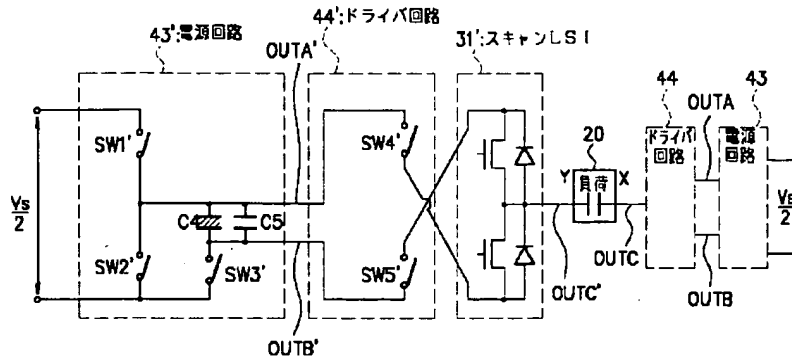 43':電源回路
44':ドライバ回路
31':スキャンLSI
OUTA'
44
OUTA
43
SW1'
SW4'
20
ドライバ
回路
電源
回路
Y
負荷
X
Vs
2
C4
C5
Vs
2
SW2'
SW3'
SW5'
OUTC
OUTC'
OUTB
OUTB'